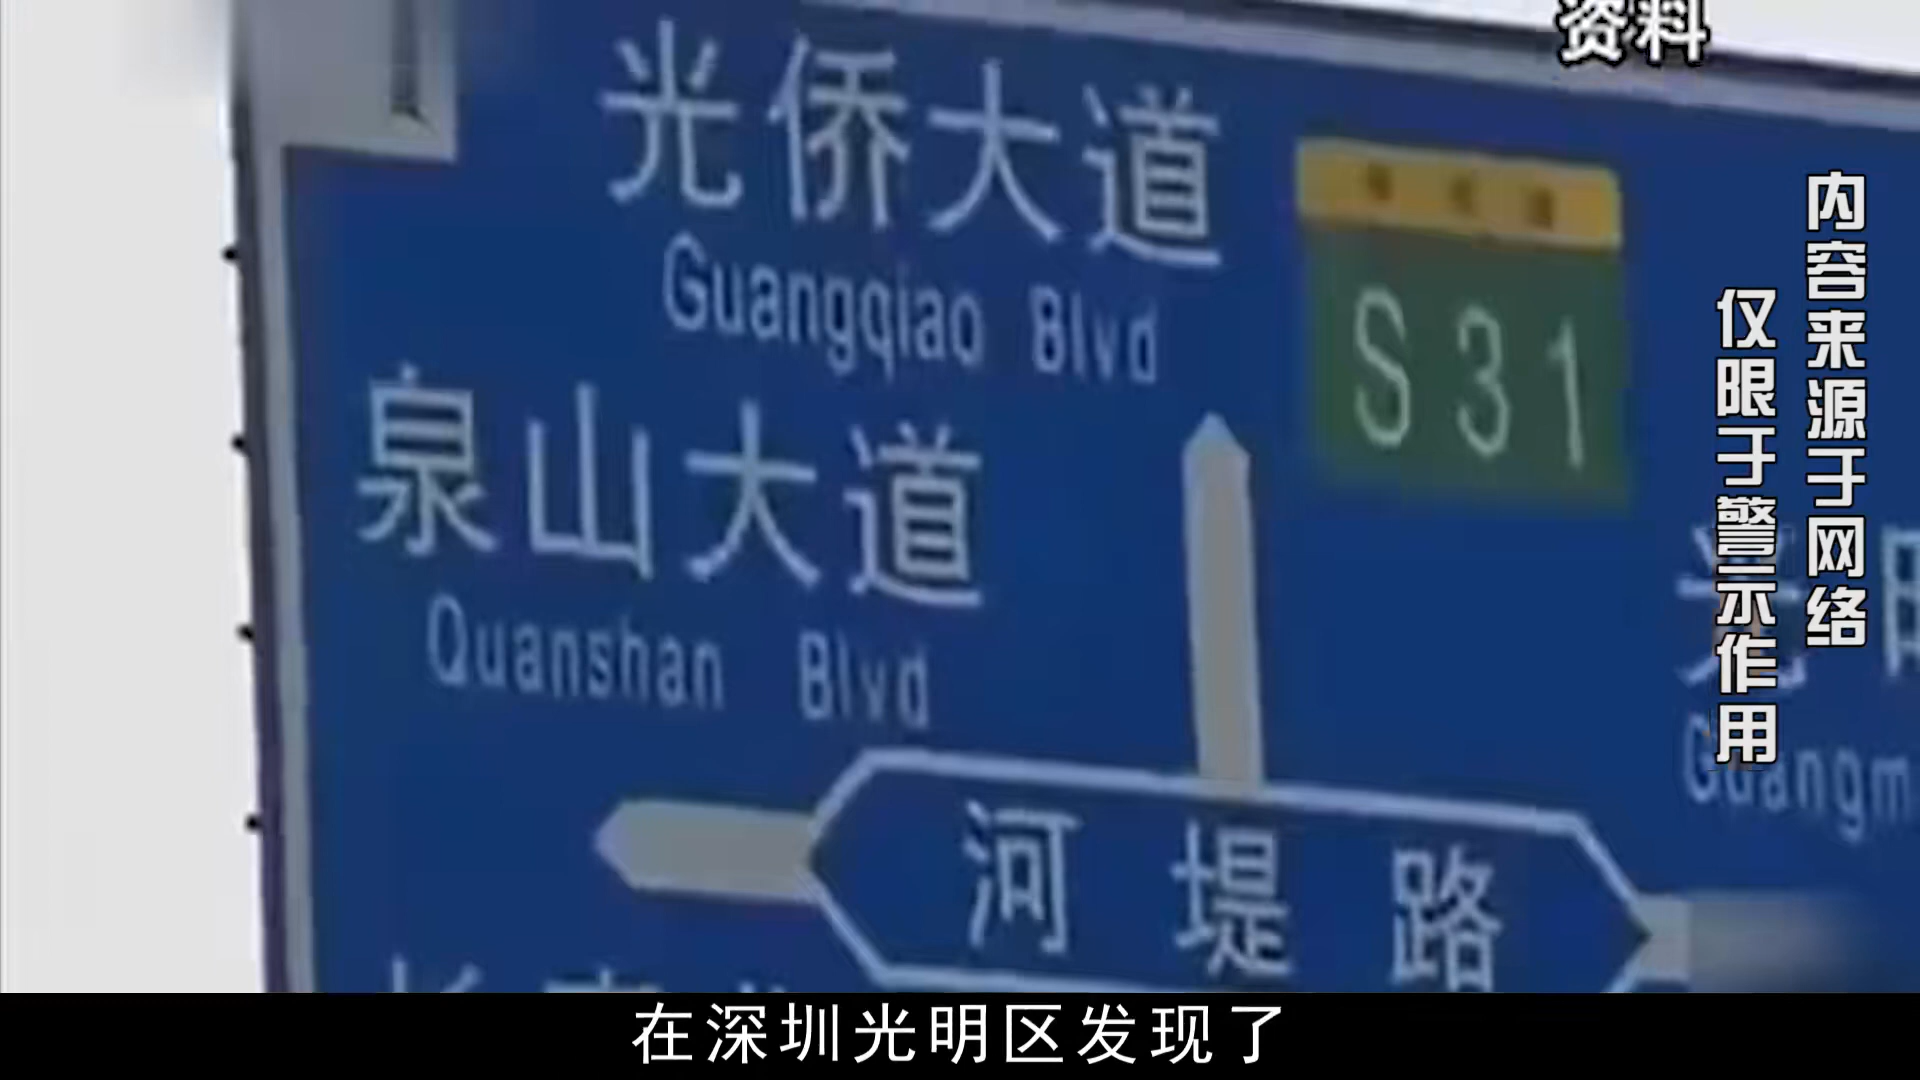 资料
光侨大道
Guangqiao Blvd
S31
泉山大道
Quanshan Blvd
河堤路
内容来源于网络
仅限于警示作用
在深圳光明区发现了